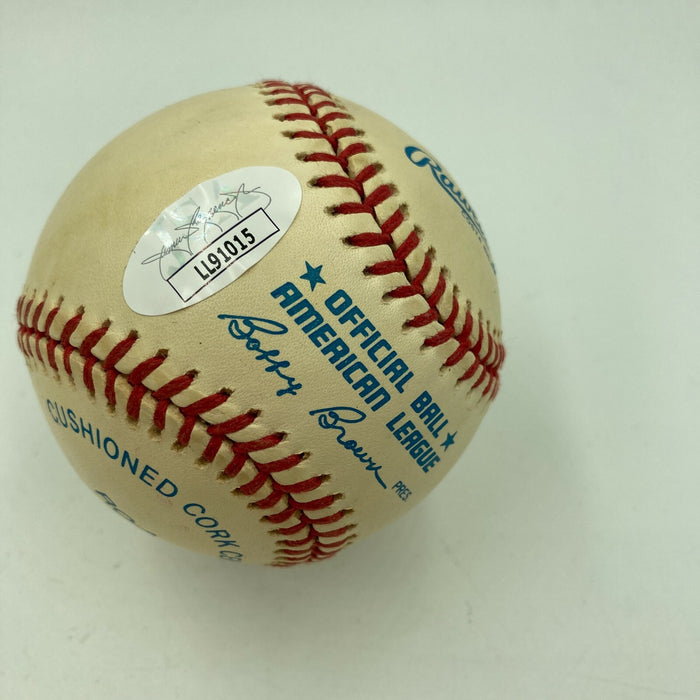 LL91015
OFFICIAL BALL
AMERICAN LEAGUE
Bobby Brown
PRES
CUSHIONED CORK